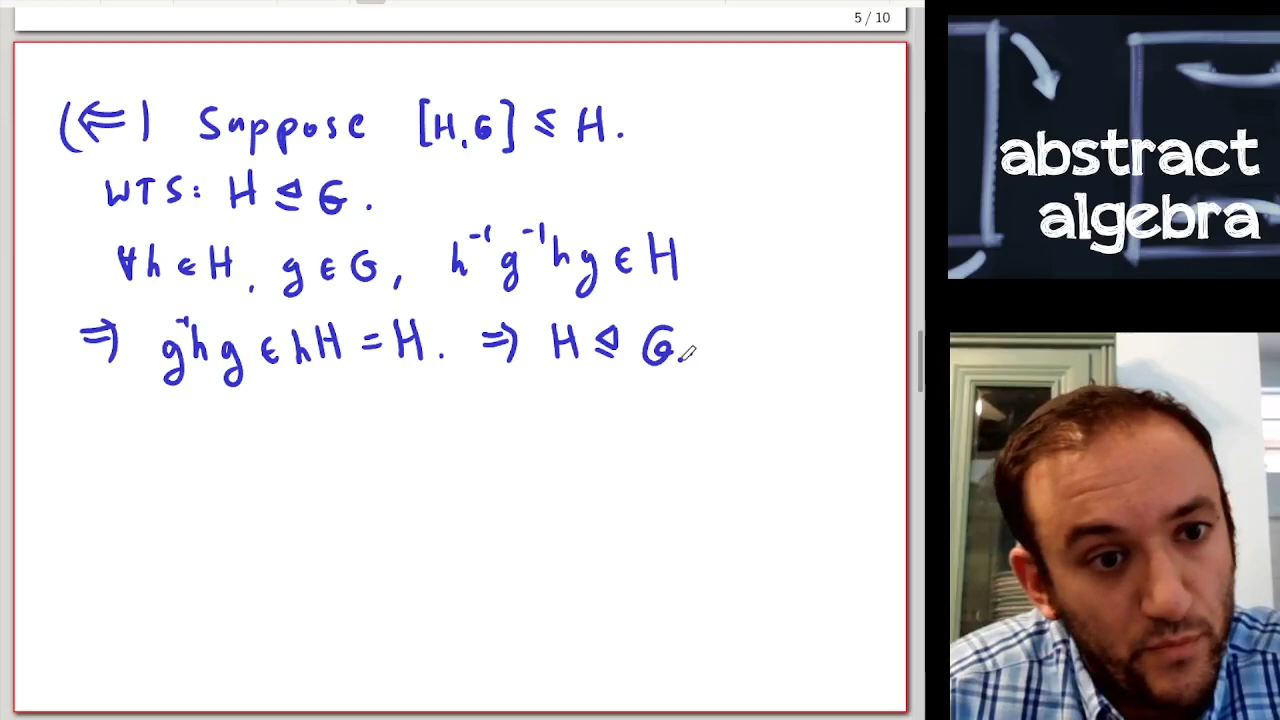 5 / 10
(⇐) Suppose [H, G] ≤ H.
WTS: H ⊴ G.
∀h ∈ H, g ∈ G, h⁻¹g⁻¹hg ∈ H
⇒ g⁻¹hg ∈ hH = H. ⇒ H ⊴ G.
abstract
algebra